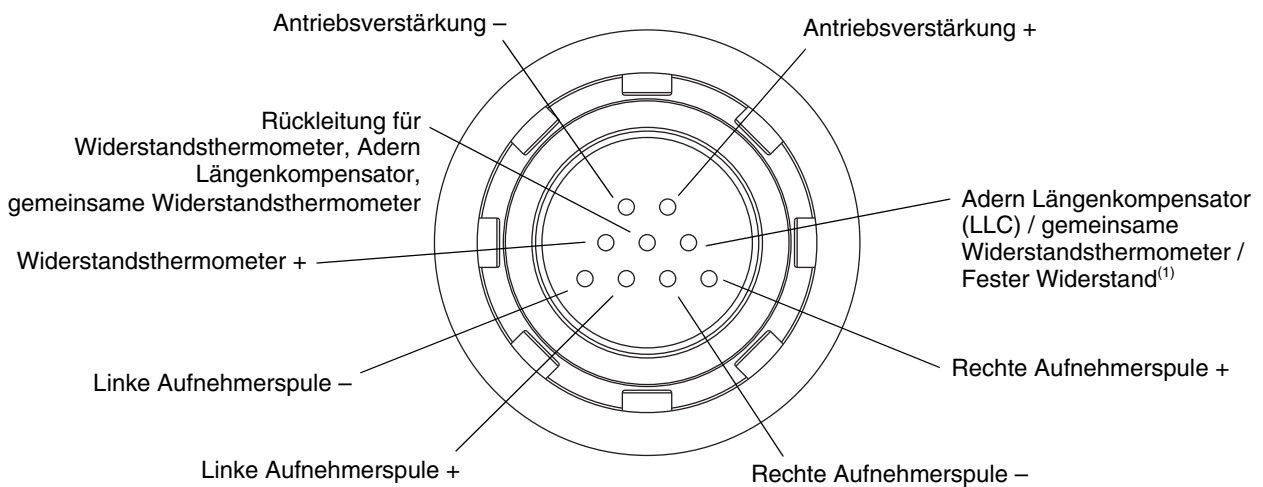 Antriebsverstärkung –
Antriebsverstärkung +
Rückleitung für
Widerstandsthermometer, Adern
Längenkompensator,
gemeinsame Widerstandsthermometer
Adern Längenkompensator
(LLC) / gemeinsame
Widerstandsthermometer /
Fester Widerstand(1)
Widerstandsthermometer +
Linke Aufnehmerspule –
Rechte Aufnehmerspule +
Linke Aufnehmerspule +
Rechte Aufnehmerspule –